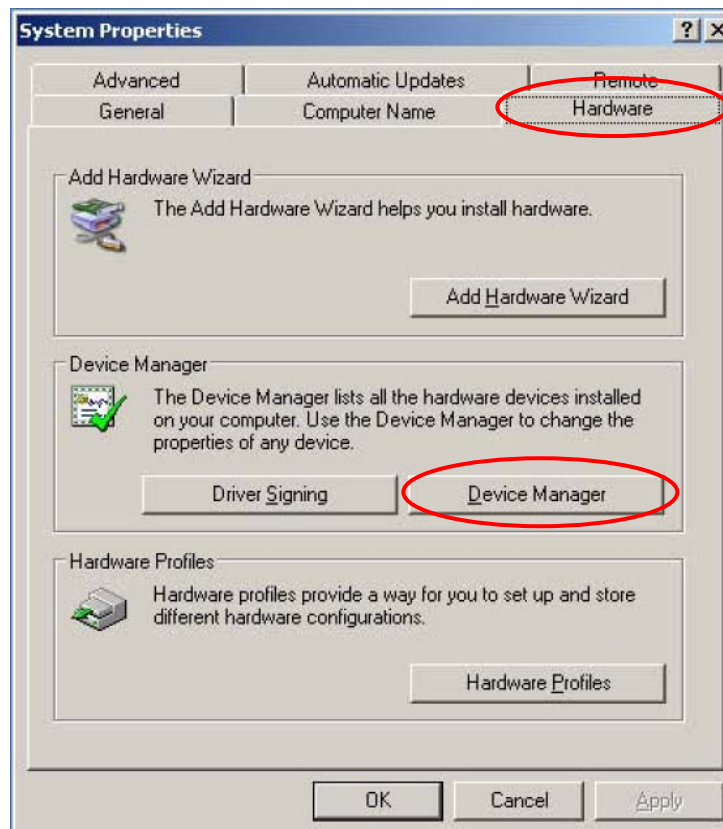 System Properties
Advanced Automatic Updates Remote
General Computer Name Hardware
Add Hardware Wizard
The Add Hardware Wizard helps you install hardware.
Add Hardware Wizard
Device Manager
The Device Manager lists all the hardware devices installed
on your computer. Use the Device Manager to change the
properties of any device.
Driver Signing Device Manager
Hardware Profiles
Hardware profiles provide a way for you to set up and store
different hardware configurations.
Hardware Profiles
OK Cancel Apply